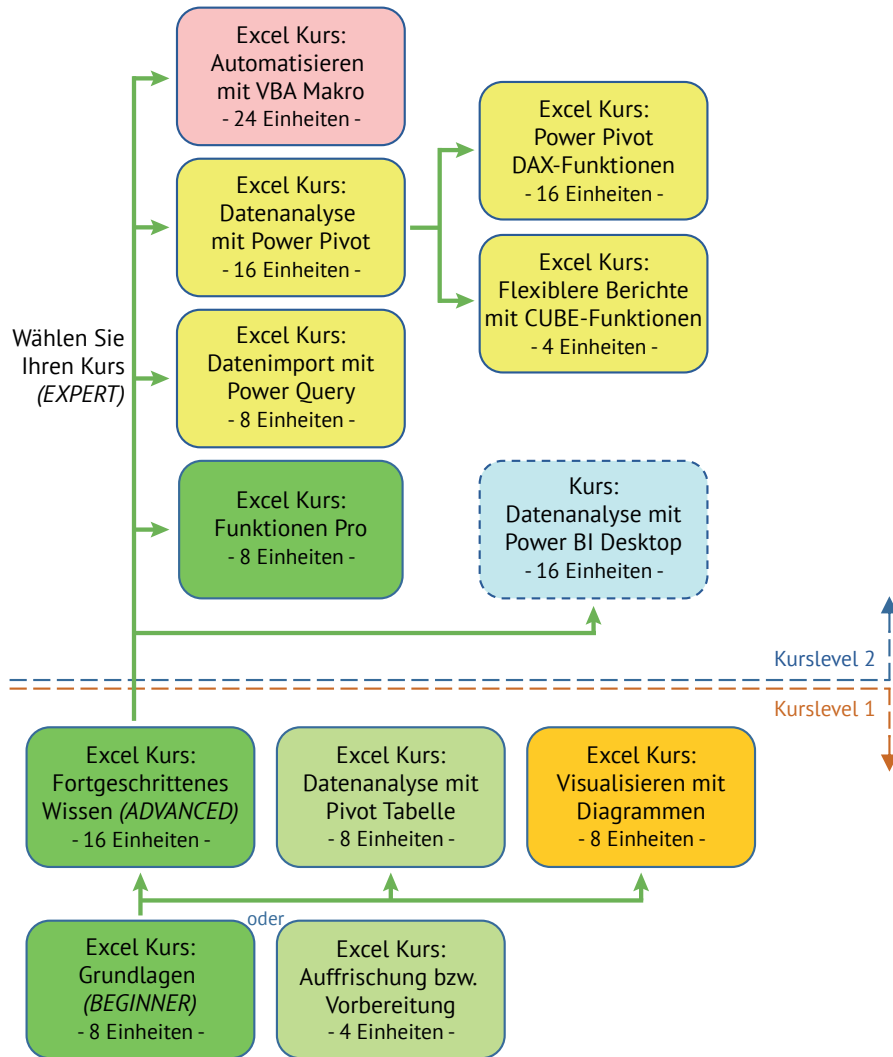 Excel Kurs:
Automatisieren
mit VBA Makro
- 24 Einheiten -
Excel Kurs:
Power Pivot
DAX-Funktionen
- 16 Einheiten -
Excel Kurs:
Datenanalyse
mit Power Pivot
- 16 Einheiten -
Excel Kurs:
Flexiblere Berichte
mit CUBE-Funktionen
- 4 Einheiten -
Wählen Sie
Ihren Kurs
(EXPERT)
Excel Kurs:
Datenimport mit
Power Query
- 8 Einheiten -
Excel Kurs:
Funktionen Pro
- 8 Einheiten -
Kurs:
Datenanalyse mit
Power BI Desktop
- 16 Einheiten -
Kurslevel 2
Kurslevel 1
Excel Kurs:
Fortgeschrittenes
Wissen (ADVANCED)
- 16 Einheiten -
Excel Kurs:
Datenanalyse mit
Pivot Tabelle
- 8 Einheiten -
Excel Kurs:
Visualisieren mit
Diagrammen
- 8 Einheiten -
Excel Kurs:
Grundlagen
(BEGINNER)
- 8 Einheiten -
oder
Excel Kurs:
Auffrischung bzw.
Vorbereitung
- 4 Einheiten -